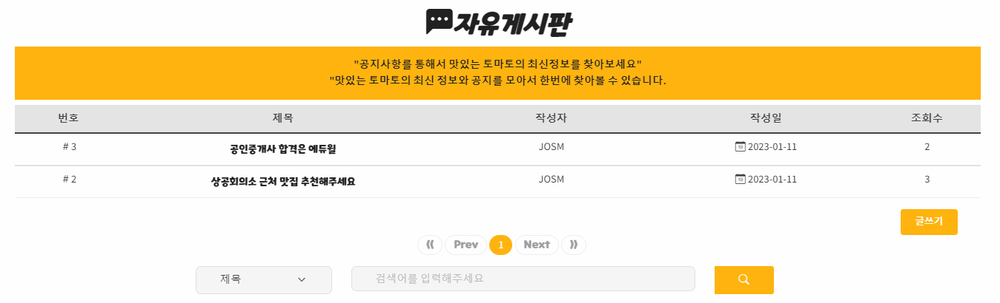 자유게시판
"공지사항를 통해서 맛있는 토마토의 최신정보를 찾아보세요"
"맛있는 토마토의 최신 정보와 공지를 모아서 한번에 찾아볼 수 있습니다.
번호 제목 작성자 작성일 조회수
# 3 공인중개사 합격은 에듀윌 JOSM 2023-01-11 2
# 2 상공회의소 근처 맛집 추천해주세요 JOSM 2023-01-11 3
글쓰기
⟪ Prev 1 Next ⟫
제목 검색어를 입력해주세요